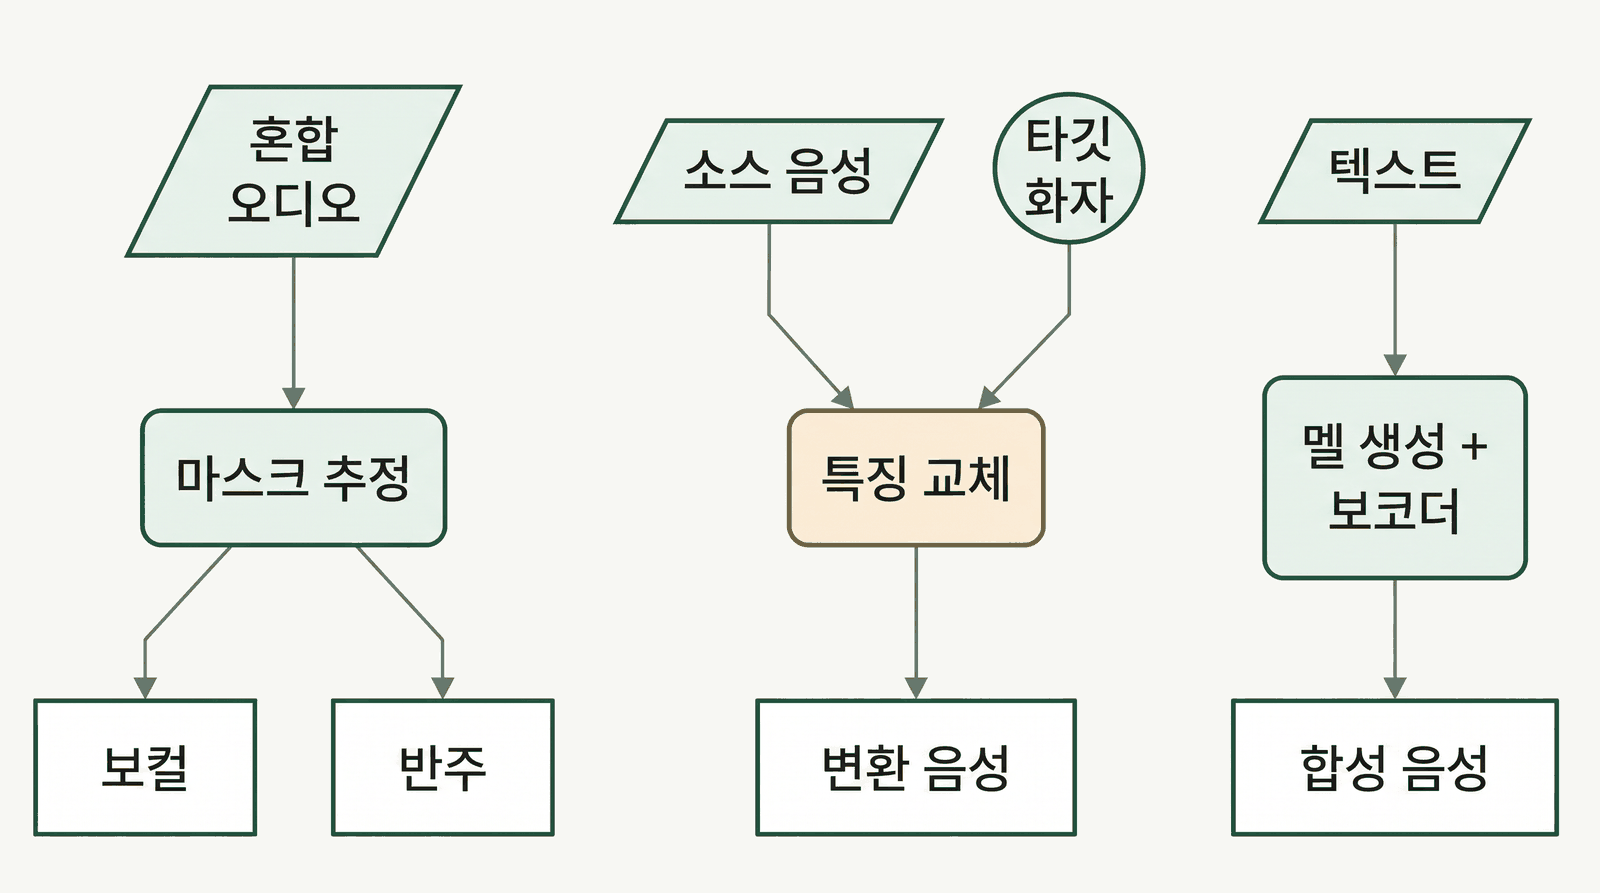 혼합
오디오
마스크 추정
보컬
반주
소스 음성
타깃
화자
특징 교체
변환 음성
텍스트
멜 생성 +
보코더
합성 음성